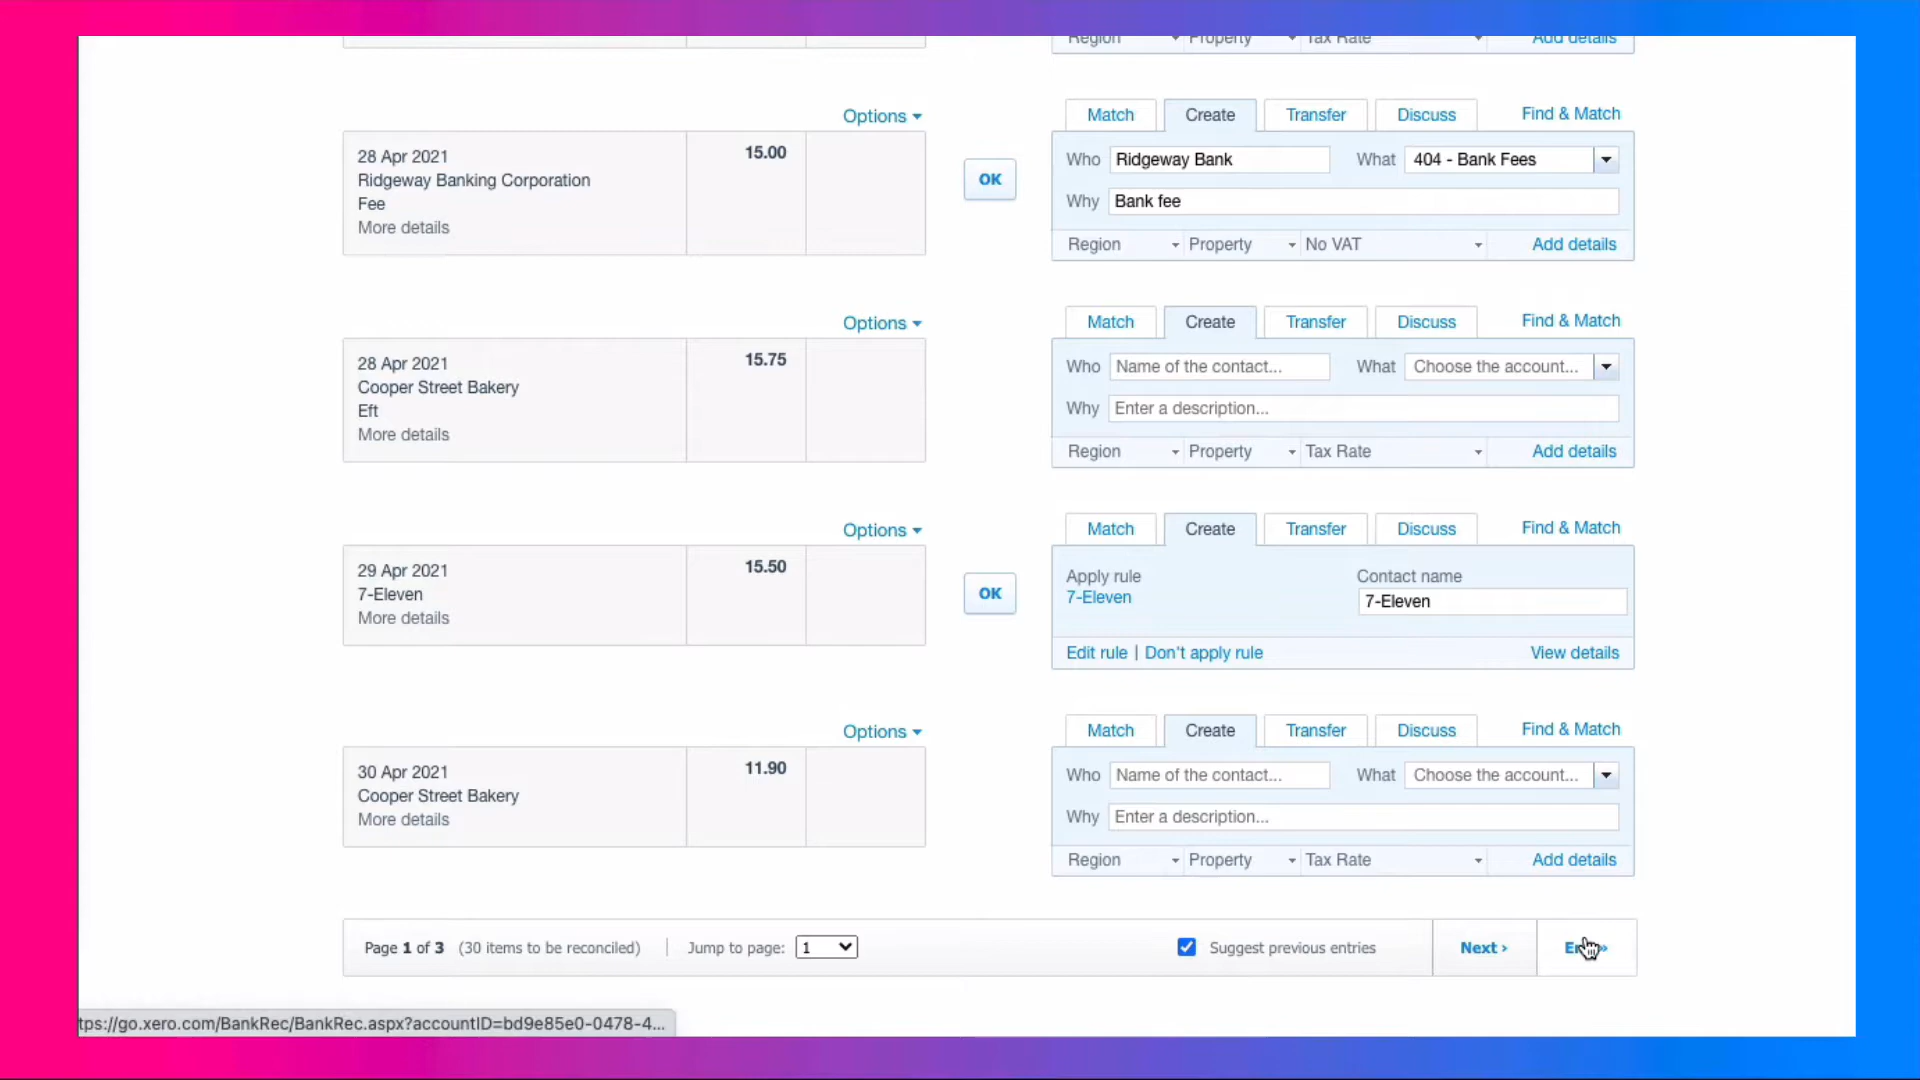 Region Property Tax Rate Add details
Options
Match Create Transfer Discuss Find & Match
28 Apr 2021 15.00
Ridgeway Banking Corporation
Fee
More details
OK
Who Ridgeway Bank What 404 - Bank Fees
Why Bank fee
Region Property No VAT Add details
Options
Match Create Transfer Discuss Find & Match
28 Apr 2021 15.75
Cooper Street Bakery
Eft
More details
Who Name of the contact... What Choose the account...
Why Enter a description...
Region Property Tax Rate Add details
Options
Match Create Transfer Discuss Find & Match
29 Apr 2021 15.50
7-Eleven
More details
OK
Apply rule Contact name
7-Eleven 7-Eleven
Edit rule | Don't apply rule View details
Options
Match Create Transfer Discuss Find & Match
30 Apr 2021 11.90
Cooper Street Bakery
More details
Who Name of the contact... What Choose the account...
Why Enter a description...
Region Property Tax Rate Add details
Page 1 of 3 (30 items to be reconciled) | Jump to page: 1 Suggest previous entries Next ›
tps://go.xero.com/BankRec/BankRec.aspx?accountID=bd9e85e0-0478-4...